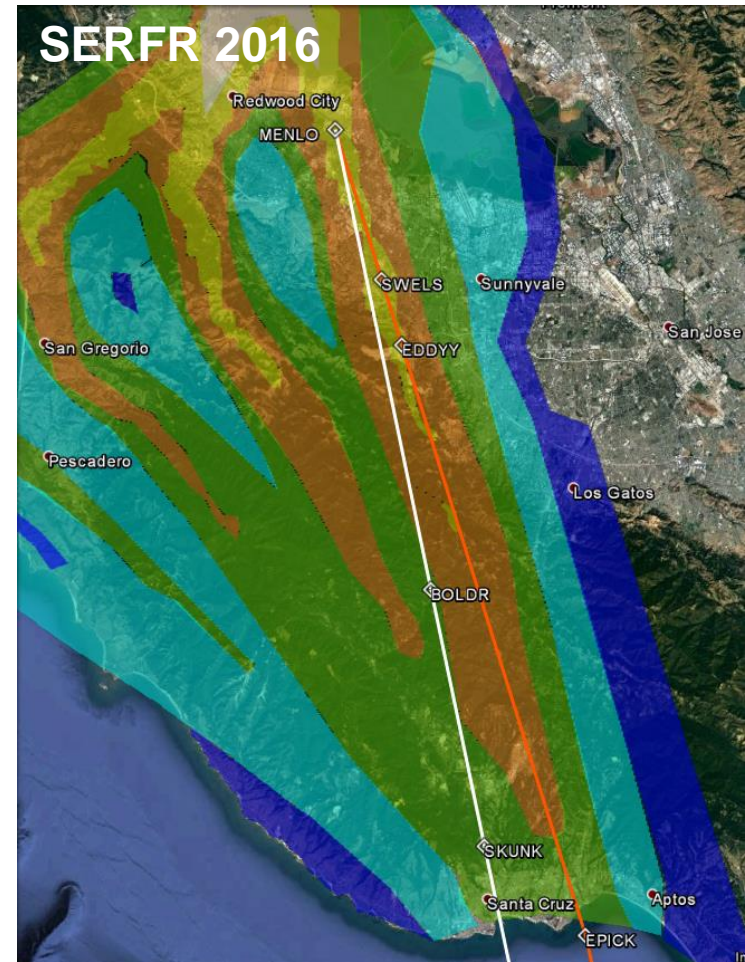 SERFR 2016
Redwood City
MENLO
SWELS
Sunnyvale
San Jose
San Gregorio
EDDYY
Pescadero
Los Gatos
BOLDR
SKUNK
Santa Cruz
Aptos
EPICK